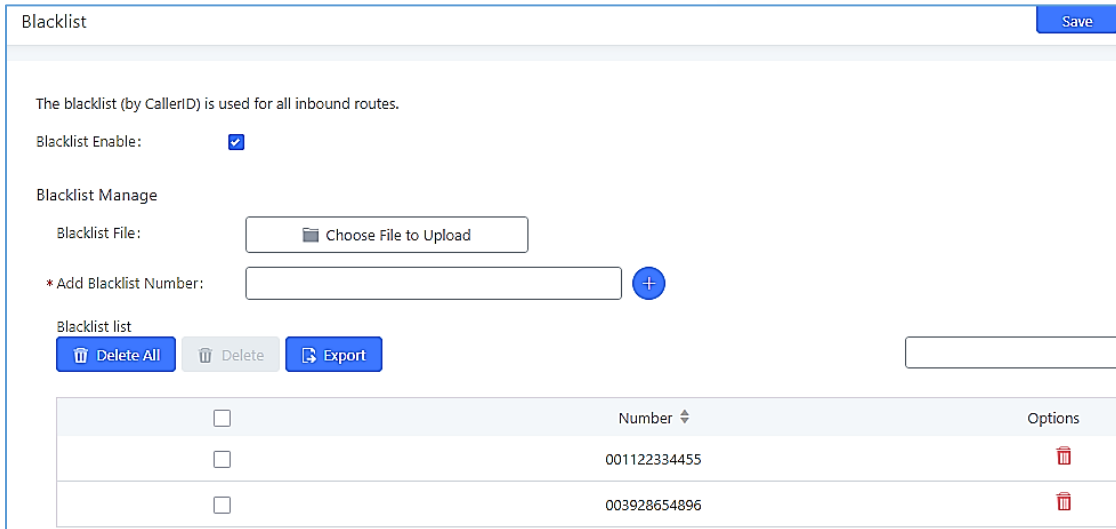 Blacklist Save
The blacklist (by CallerID) is used for all inbound routes.
Blacklist Enable:
Blacklist Manage
Blacklist File: Choose File to Upload
* Add Blacklist Number:
Blacklist list
Delete All Delete Export
Number Options
001122334455
003928654896